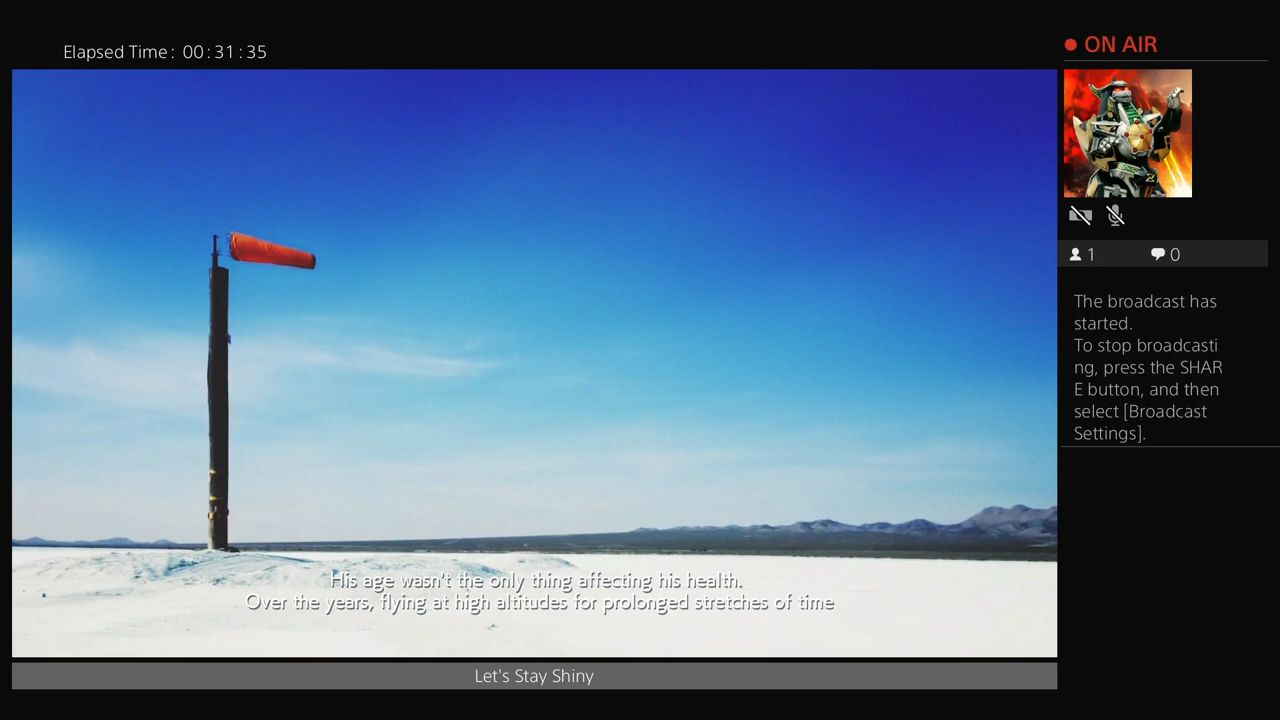 Elapsed Time: 00:31:35
ON AIR
1 0
The broadcast has
started.
To stop broadcasti
ng, press the SHAR
E button, and then
select [Broadcast
Settings].
His age wasn't the only thing affecting his health.
Over the years, flying at high altitudes for prolonged stretches of time
Let's Stay Shiny